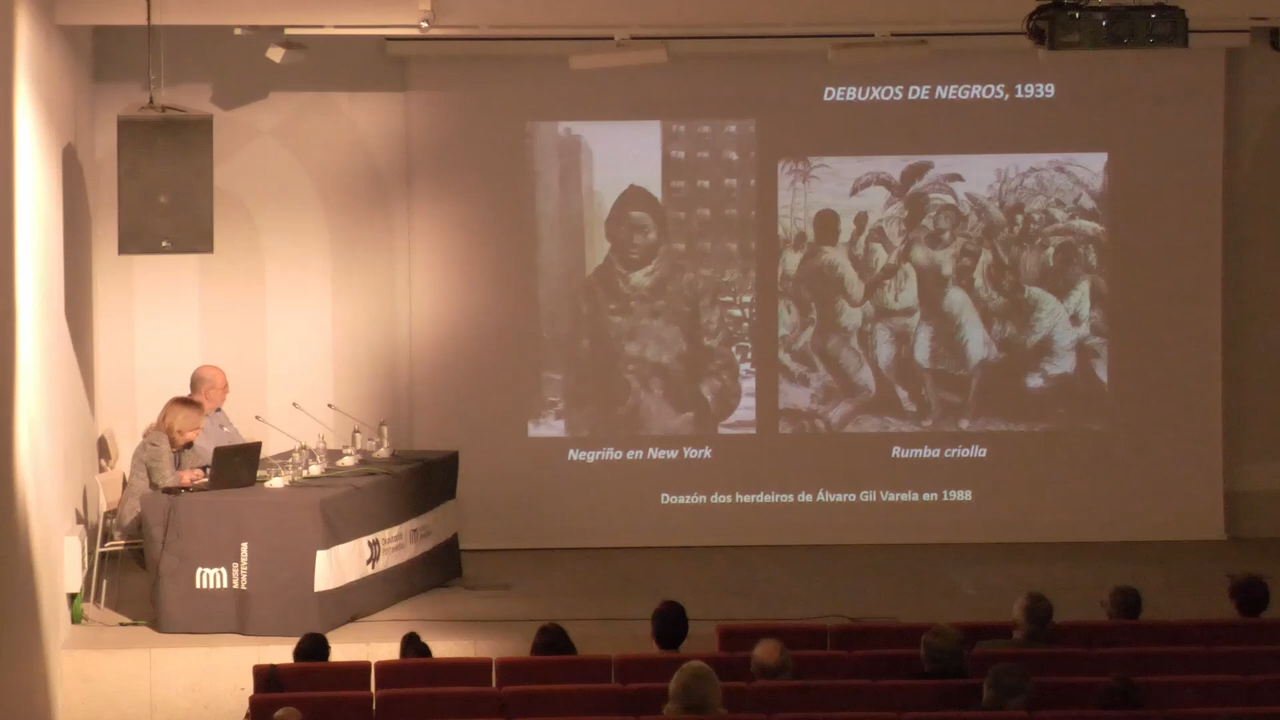 DEBUXOS DE NEGROS, 1939
Negriño en New York
Rumba criolla
Doazón dos herdeiros de Álvaro Gil Varela en 1988
MUSEO
PONTEVEDRA